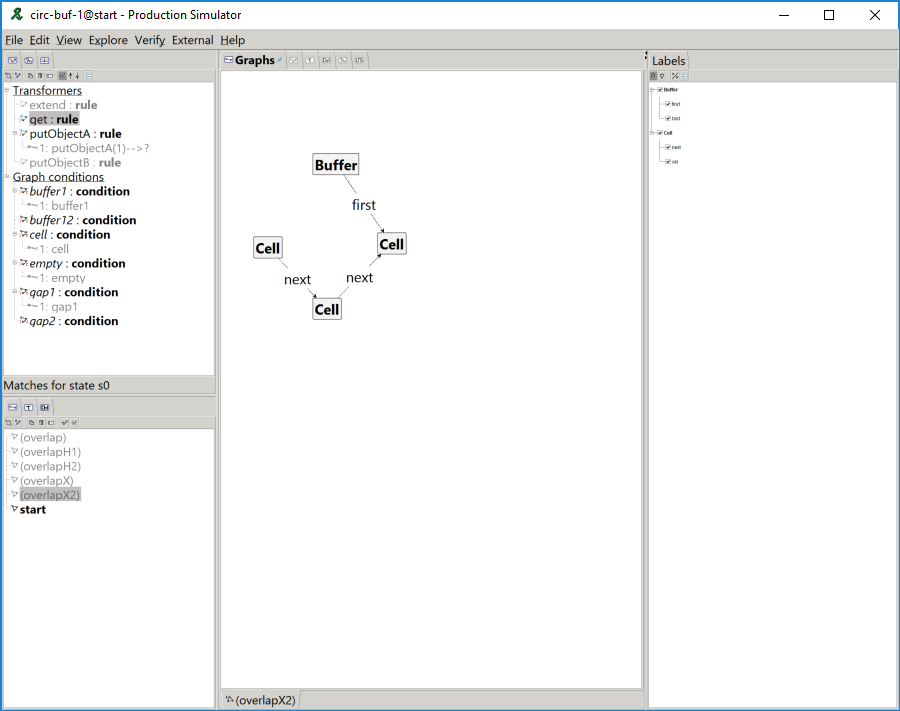 circ-buf-1@start - Production Simulator
File Edit View Explore Verify External Help
Transformers
extend : rule
get : rule
putObjectA : rule
1: putObjectA(1)-->?
putObjectB : rule
Graph conditions
buffer1 : condition
1: buffer1
buffer12 : condition
cell : condition
1: cell
empty : condition
1: empty
gap1 : condition
1: gap1
gap2 : condition
Matches for state s0
(overlap)
(overlapH1)
(overlapH2)
(overlapX)
(overlapX2)
start
Graphs
Buffer
first
Cell
Cell
next
next
Cell
(overlapX2)
Labels
Buffer
first
last
Cell
next
val